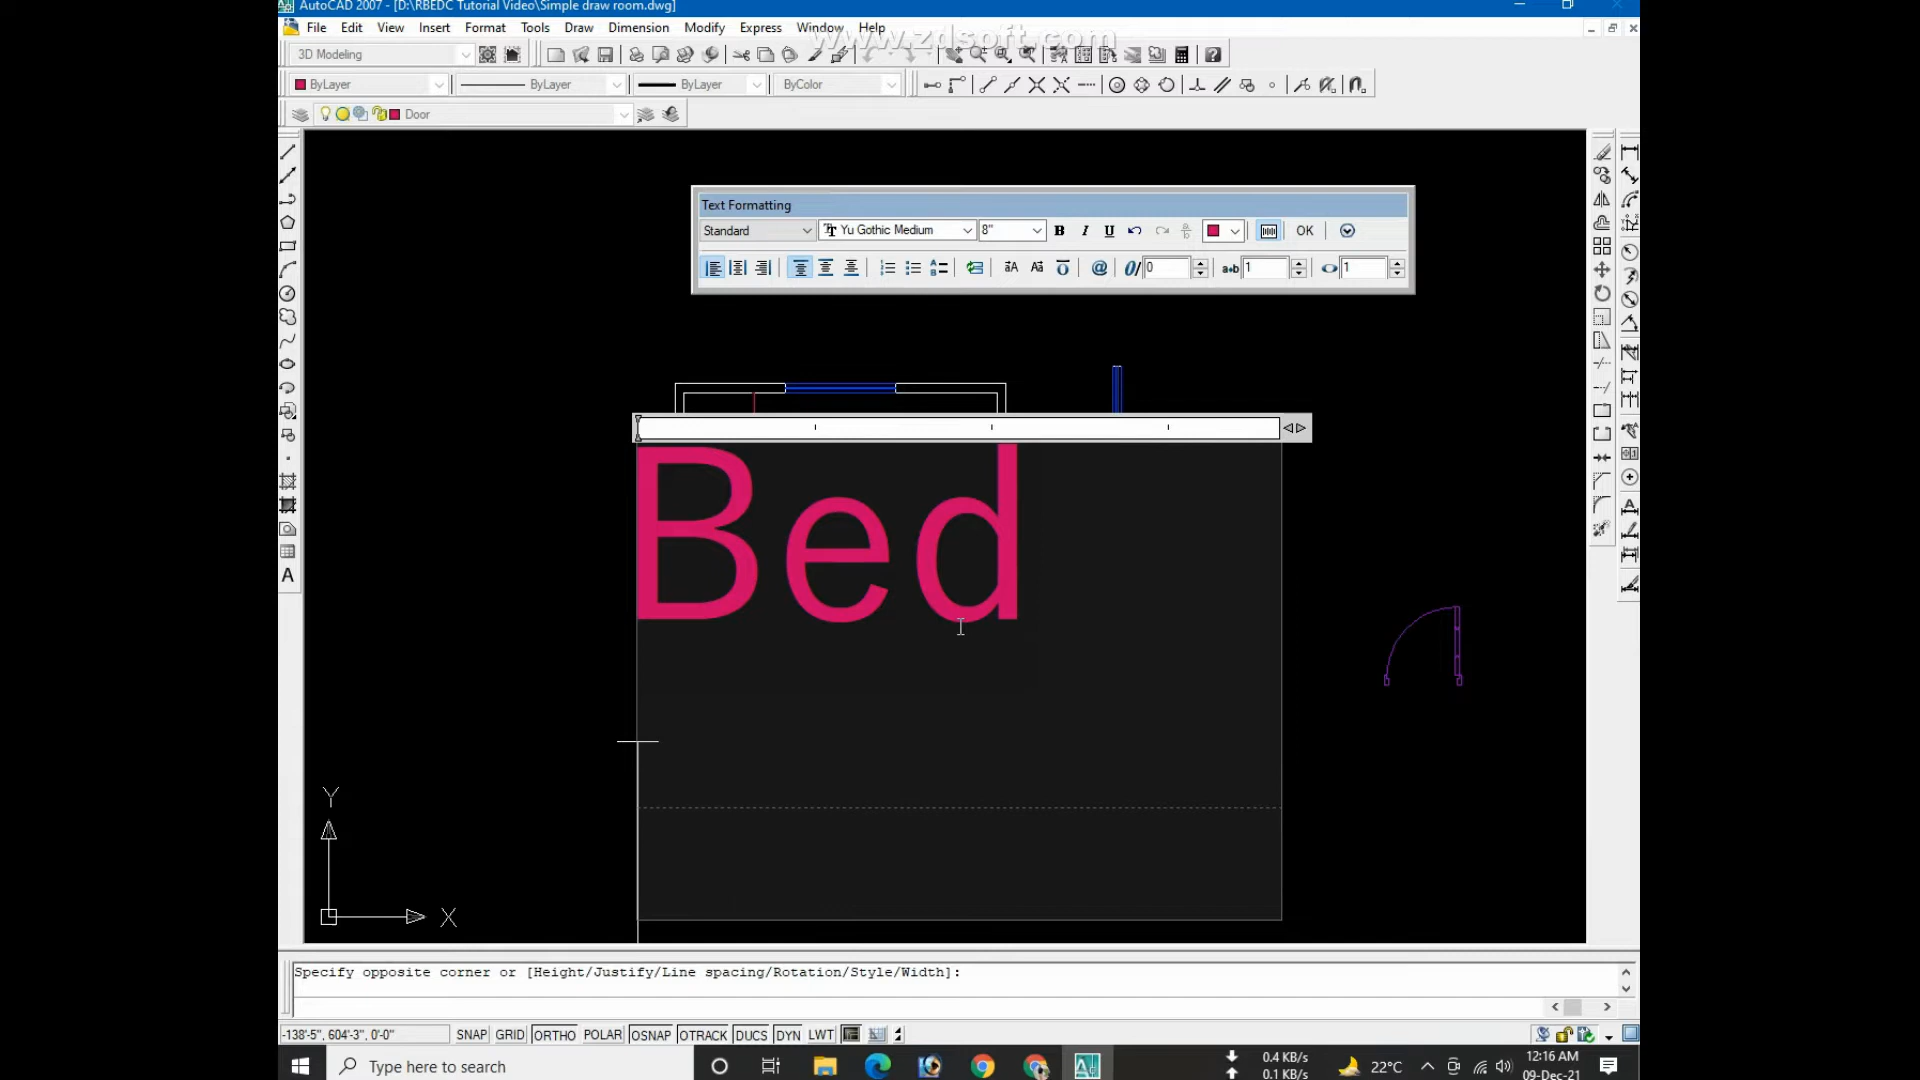 AutoCAD 2007 - [D:\RBEDC Tutorial Video\Simple draw room.dwg]
File Edit View Insert Format Tools Draw Dimension Modify Express Window Help
www.zdsoft.com
3D Modeling
ByLayer ByLayer ByLayer ByColor
Door
Text Formatting
Standard Yu Gothic Medium 8" B I U OK
@ 0/ 0 a•b 1 1
Bed
Y
X
A
Specify opposite corner or [Height/Justify/Line spacing/Rotation/Style/Width]:
-138'-5", 604'-3", 0'-0" SNAP GRID ORTHO POLAR OSNAP OTRACK DUCS DYN LWT
Type here to search
0.4 KB/s
0.1 KB/s
22°C
12:16 AM
09-Dec-21